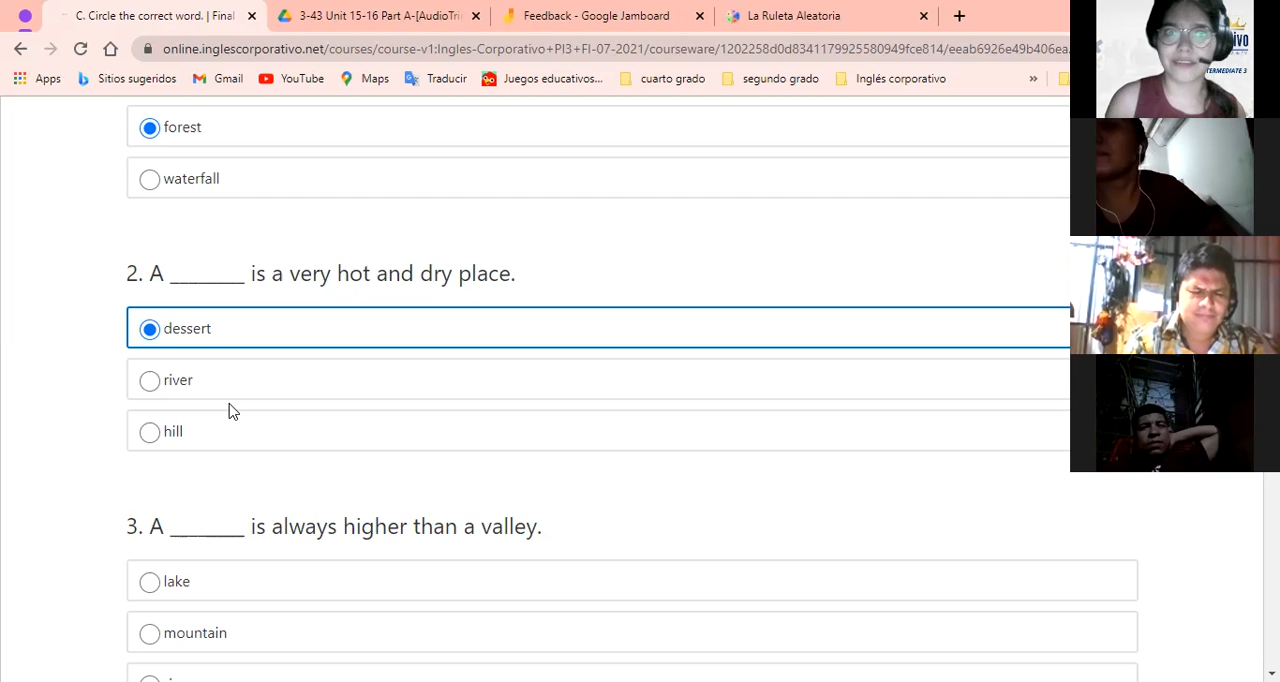 C. Circle the correct word. | Final
3-43 Unit 15-16 Part A-[AudioTri
Feedback - Google Jamboard
La Ruleta Aleatoria
online.inglescorporativo.net/courses/course-v1:Ingles-Corporativo+PI3+FI-07-2021/courseware/1202258d0d8341179925580949fce814/eeab6926e49b406ea
Apps
Sitios sugeridos
Gmail
YouTube
Maps
Traducir
Juegos educativos...
cuarto grado
segundo grado
Inglés corporativo
»
forest
waterfall
2. A ________ is a very hot and dry place.
dessert
river
hill
3. A ________ is always higher than a valley.
lake
mountain